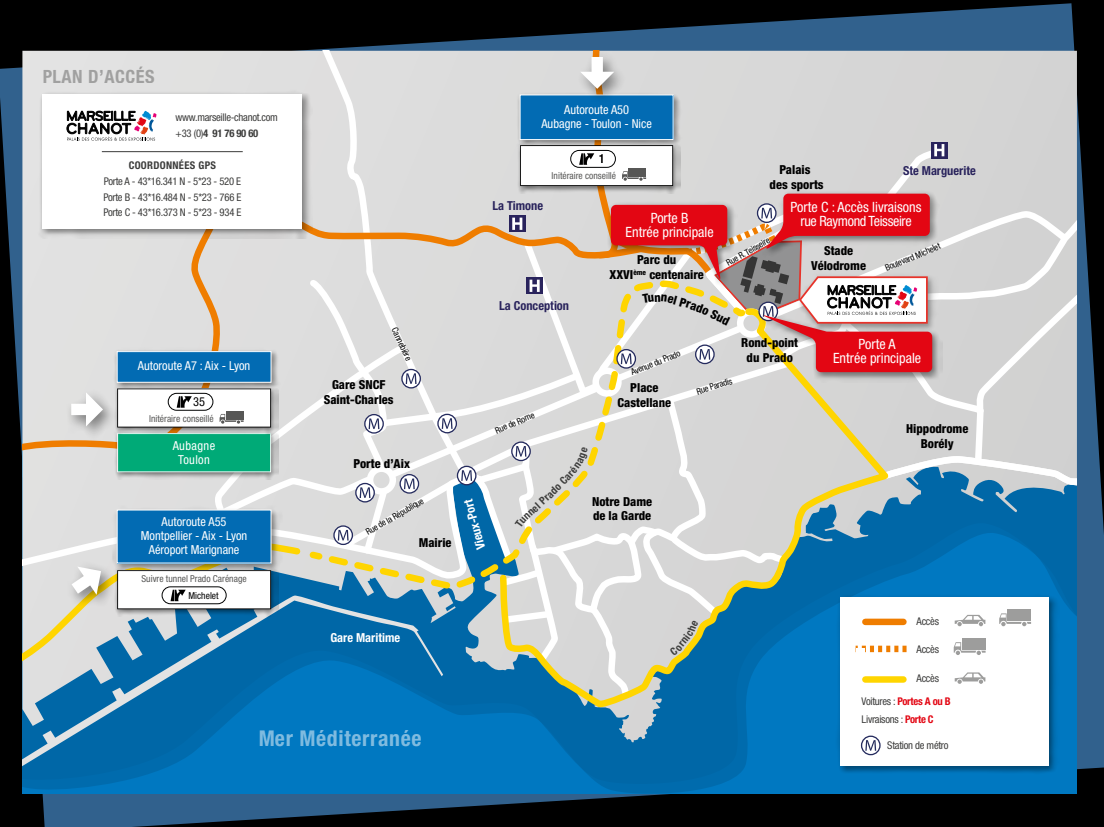 PLAN D'ACCÉS
MARSEILLE
CHANOT
PALAIS DES CONGRÈS & DES EXPOSITIONS
www.marseille-chanot.com
+33 (0)4 91 76 90 60
COORDONNÉES GPS
Porte A - 43°16.341 N - 5°23 - 520 E
Porte B - 43°16.484 N - 5°23 - 766 E
Porte C - 43°16.373 N - 5°23 - 934 E
Autoroute A50
Aubagne - Toulon - Nice
1
Initéraire conseillé
H
Ste Marguerite
Palais
des sports
M
La Timone
H
Porte B
Entrée principale
Porte C : Accès livraisons
rue Raymond Teisseire
Rue R. Teisseire
Stade
Vélodrome
Boulevard Michelet
Parc du
XXVIème centenaire
H
La Conception
Tunnel Prado Sud
MARSEILLE
CHANOT
PALAIS DES CONGRÈS & DES EXPOSITIONS
M
Rond-point
du Prado
Porte A
Entrée principale
Cannebière
Autoroute A7 : Aix - Lyon
35
Initéraire conseillé
Aubagne
Toulon
Gare SNCF
Saint-Charles
M
M
M
M
Avenue du Prado
M
Place
Castellane
Rue Paradis
Rue de Rome
M
Hippodrome
Borély
Porte d'Aix
M
M
M
M
Rue de la République
Vieux-Port
Tunnel Prado Carénage
Notre Dame
de la Garde
Mairie
Autoroute A55
Montpellier - Aix - Lyon
Aéroport Marignane
Suivre tunnel Prado Carénage
Michelet
Gare Maritime
Corniche
Mer Méditerranée
Accès
Accès
Accès
Voitures : Portes A ou B
Livraisons : Porte C
M Station de métro